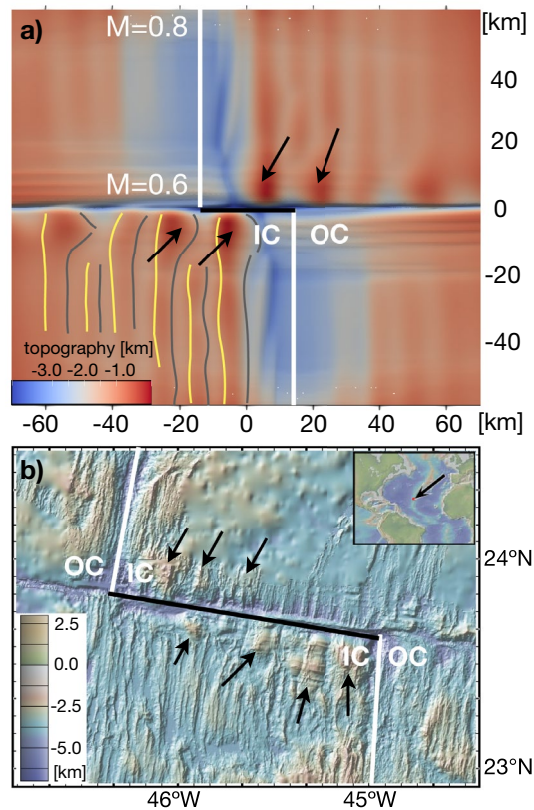 a)
M=0.8
[km]
40
20
M=0.6
0
IC
OC
-20
topography [km]
-3.0 -2.0 -1.0
-40
-60 -40 -20 0 20 40 60 [km]
b)
24°N
OC
IC
2.5
0.0
-2.5
-5.0
[km]
IC
OC
23°N
46°W 45°W